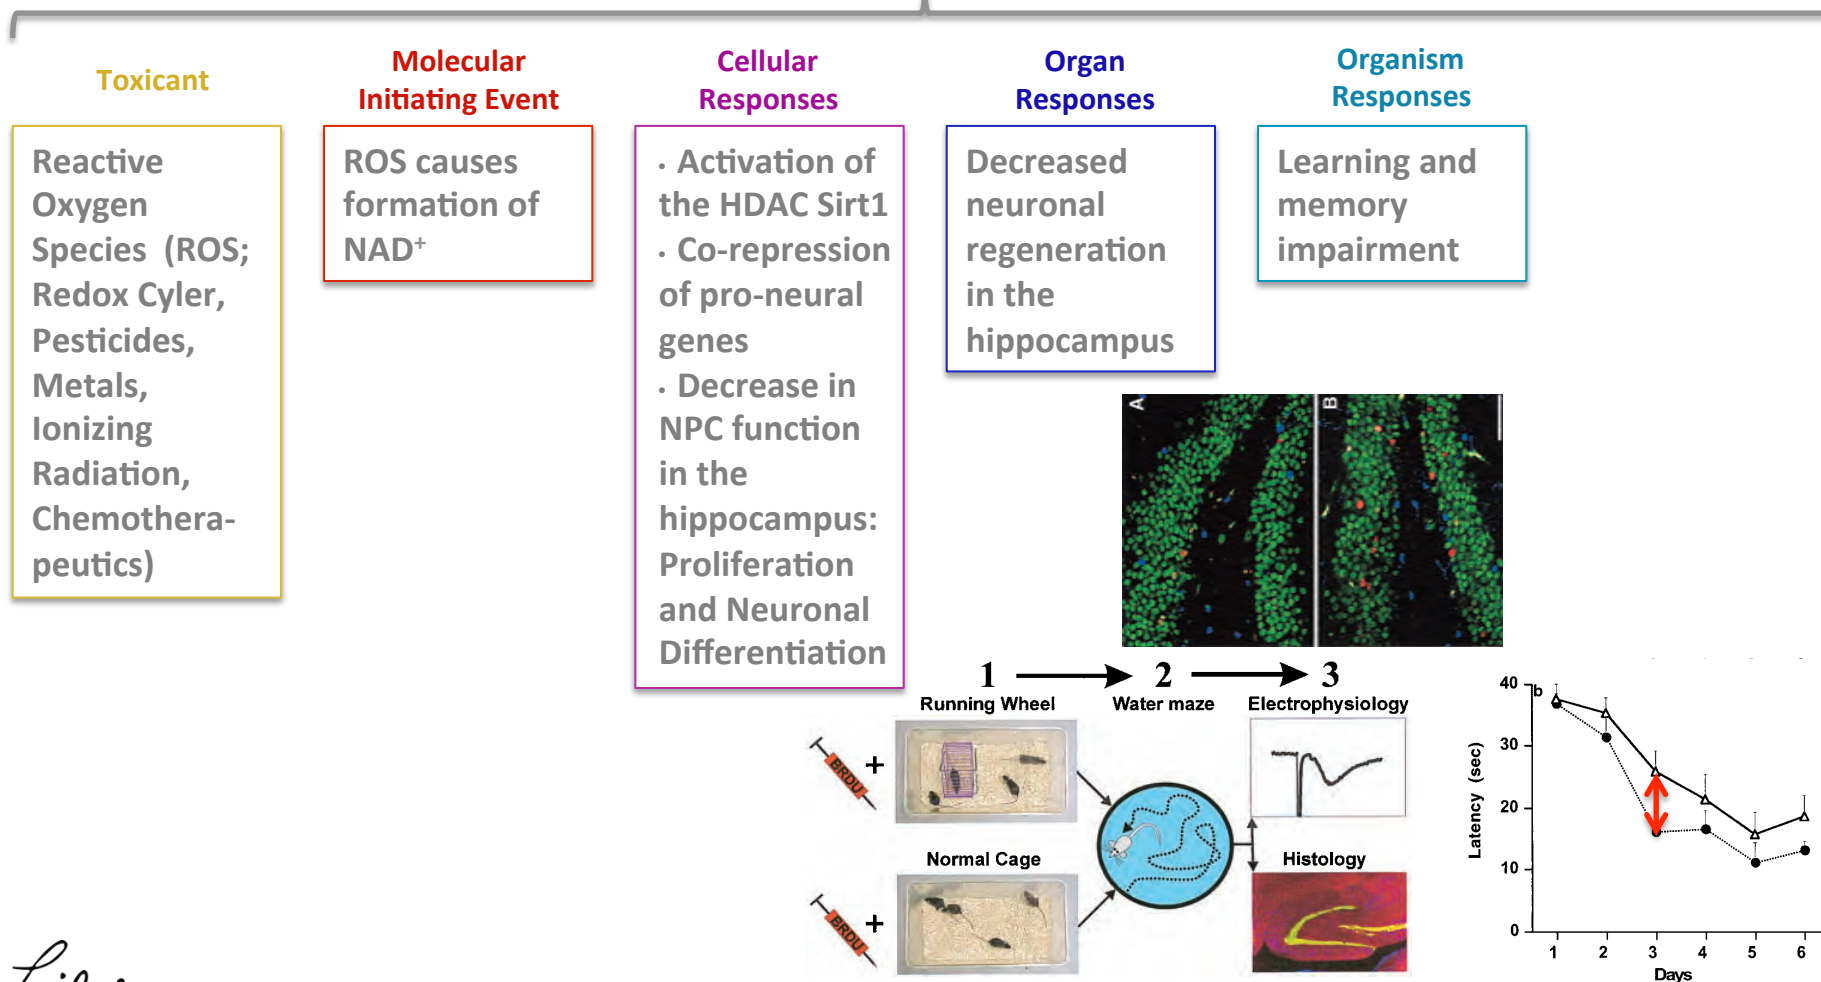 Toxicant
Molecular
Initiating Event
Cellular
Responses
Organ
Responses
Organism
Responses
Reactive
Oxygen
Species (ROS;
Redox Cyler,
Pesticides,
Metals,
Ionizing
Radiation,
Chemothera-
peutics)
ROS causes
formation of
NAD⁺
· Activation of
the HDAC Sirt1
· Co-repression
of pro-neural
genes
· Decrease in
NPC function
in the
hippocampus:
Proliferation
and Neuronal
Differentiation
Decreased
neuronal
regeneration
in the
hippocampus
Learning and
memory
impairment
A
B
1 2 3
Running Wheel Water maze Electrophysiology
BRDU +
Normal Cage Histology
BRDU +
b
Latency (sec)
40
30
20
10
0
1 2 3 4 5 6
Days